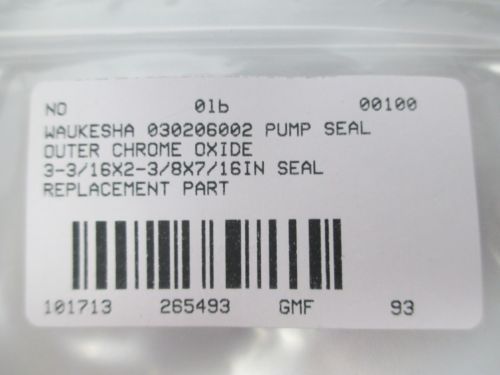 NO 01b 00100
WAUKESHA 030206002 PUMP SEAL
OUTER CHROME OXIDE
3-3/16X2-3/8X7/16IN SEAL
REPLACEMENT PART
101713 265493 GMF 93